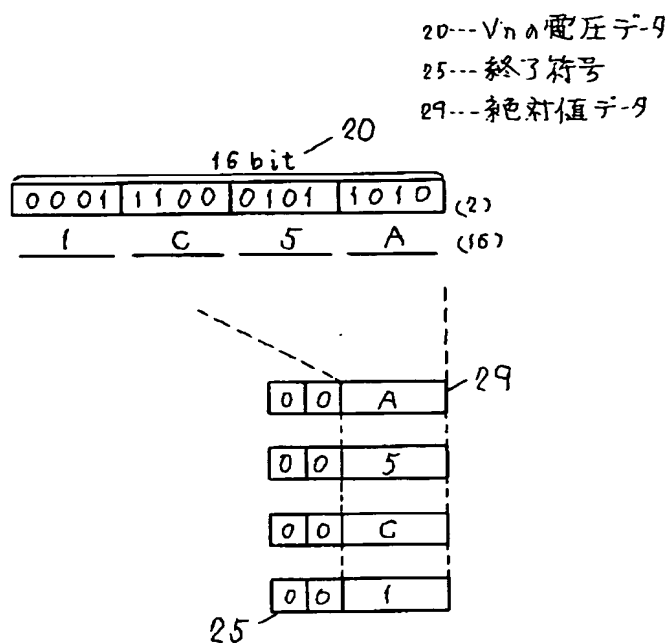 20---Vnの電圧データ
25---終了符号
29---絶対値データ
20
16 bit
0001 1100 0101 1010 (2)
1 C 5 A (16)
0 0 A 29
0 0 5
0 0 C
0 0 1
25